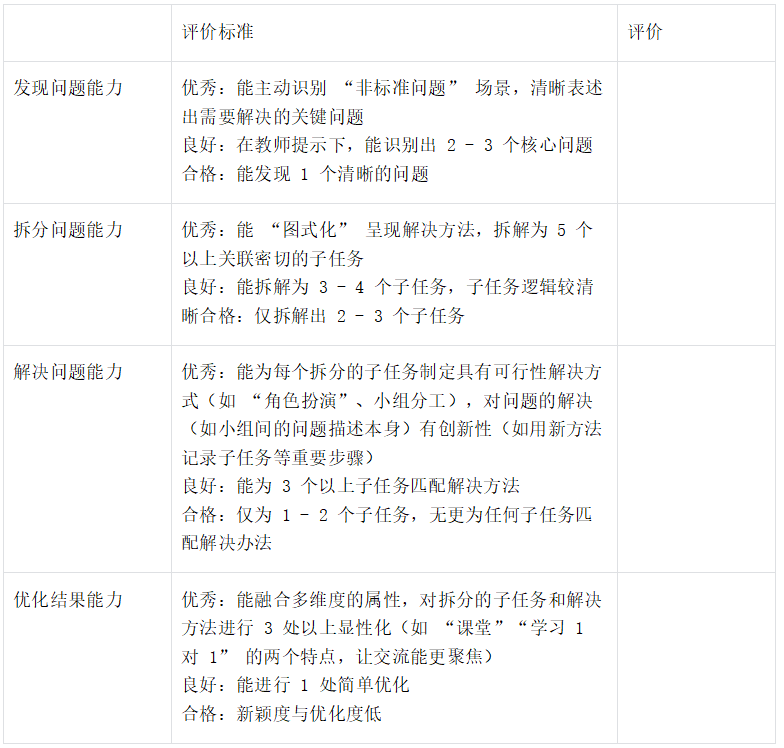 评价标准
评价
发现问题能力
优秀：能主动识别 “非标准问题” 场景，清晰表述
出需要解决的关键问题
良好：在教师提示下，能识别出 2 - 3 个核心问题
合格：能发现 1 个清晰的问题
拆分问题能力
优秀：能 “图式化” 呈现解决方法，拆解为 5 个
以上关联密切的子任务
良好：能拆解为 3 - 4 个子任务，子任务逻辑较清
晰合格：仅拆解出 2 - 3 个子任务
解决问题能力
优秀：能为每个拆分的子任务制定具有可行性解决方
式（如 “角色扮演”、小组分工），对问题的解决
（如小组间的问题描述本身）有创新性（如用新方法
记录子任务等重要步骤）
良好：能为 3 个以上子任务匹配解决方法
合格：仅为 1 - 2 个子任务，无更为任何子任务匹
配解决办法
优化结果能力
优秀：能融合多维度的属性，对拆分的子任务和解决
方法进行 3 处以上显性化（如 “课堂”“学习 1
对 1” 的两个特点，让交流能更聚焦）
良好：能进行 1 处简单优化
合格：新颖度与优化度低